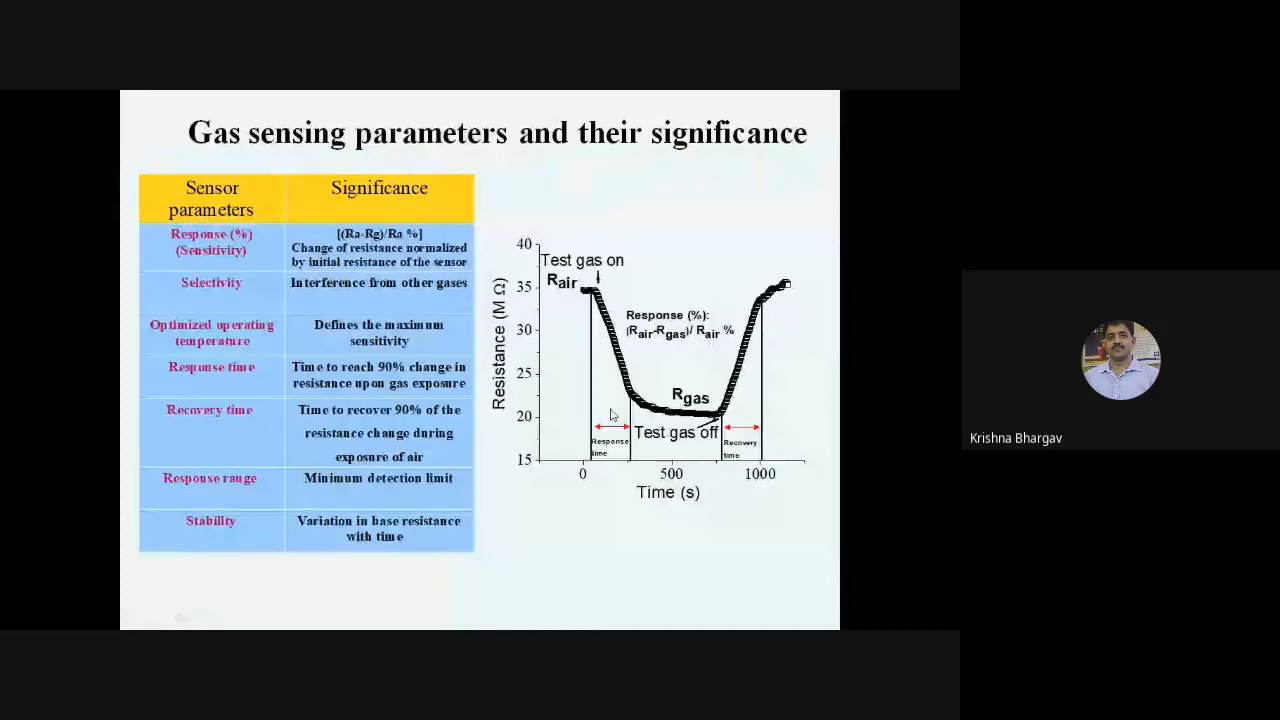 Gas sensing parameters and their significance
Sensor
parameters
Significance
Response (%)
(Sensitivity)
[(Ra-Rg)/Ra %]
Change of resistance normalized
by initial resistance of the sensor
Selectivity
Interference from other gases
Optimized operating
temperature
Defines the maximum
sensitivity
Response time
Time to reach 90% change in
resistance upon gas exposure
Recovery time
Time to recover 90% of the
resistance change during
exposure of air
Response range
Minimum detection limit
Stability
Variation in base resistance
with time
40
35
30
25
20
15
Resistance (M Ω)
Test gas on
Rair
Response (%):
(Rair-Rgas)/ Rair %
Rgas
Test gas off
Response
time
Recovery
time
0
500
1000
Time (s)
Krishna Bhargav